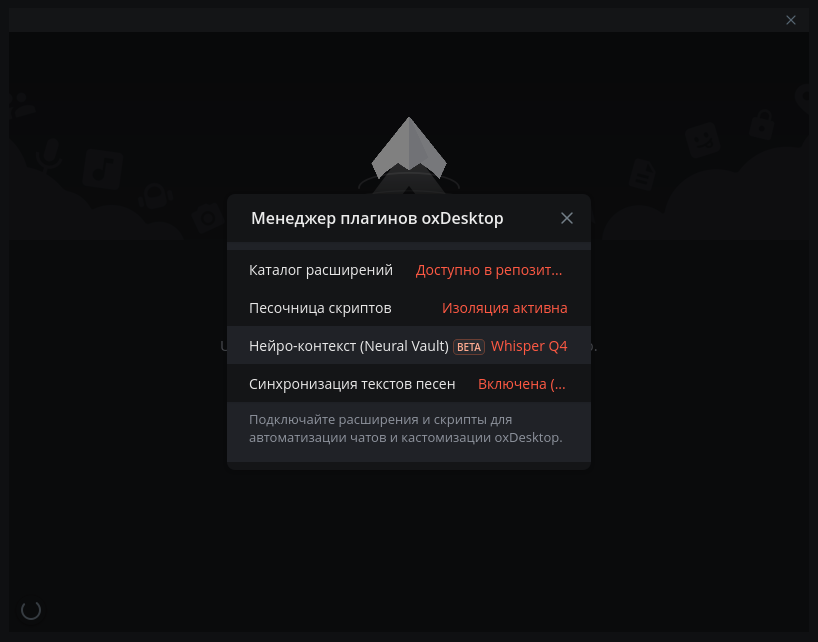 Менеджер плагинов oxDesktop
Каталог расширений Доступно в репозит...
Песочница скриптов Изоляция активна
Нейро-контекст (Neural Vault) BETA Whisper Q4
Синхронизация текстов песен Включена (...
Подключайте расширения и скрипты для
автоматизации чатов и кастомизации oxDesktop.